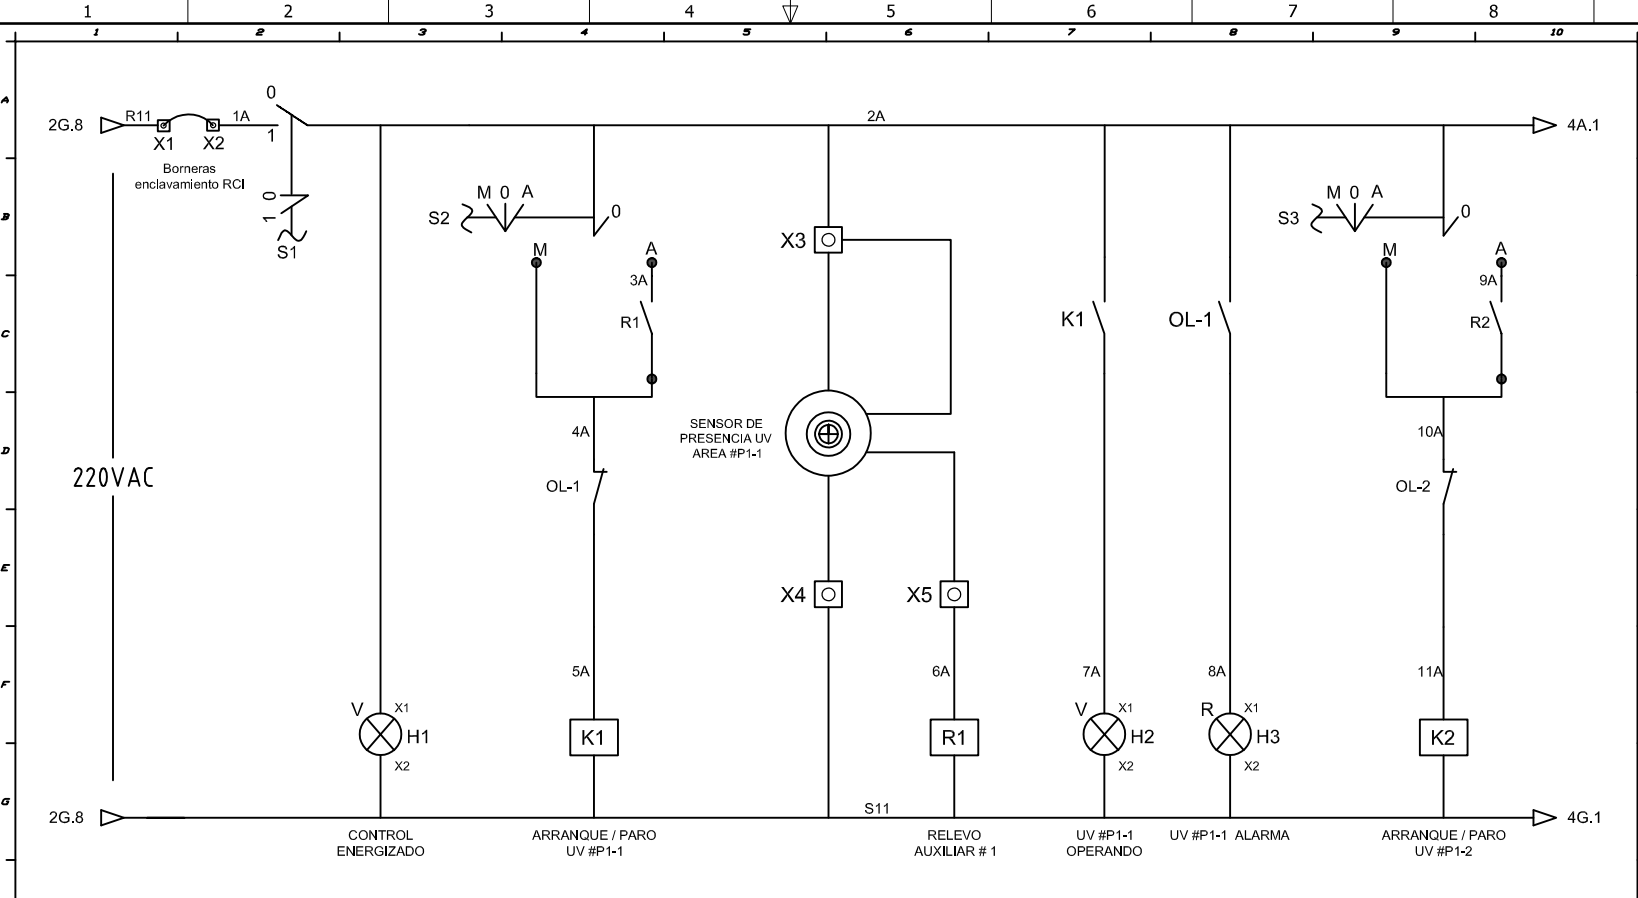 1 2 3 4 5 6 7 8
1 2 3 4 5 6 7 8 9 10
A
B
C
D
E
F
G
2G.8 R11 1A 0 2A 4A.1
X1 X2 1
Borneras
enclavamiento RCI
1 0
S1
S2 M 0 A 0
M A
3A
R1
4A
OL-1
5A
X3
SENSOR DE
PRESENCIA UV
AREA #P1-1
X4 X5
6A
K1
7A
OL-1
8A
S3 M 0 A 0
M A
9A
R2
10A
OL-2
11A
220VAC
V X1 H1 X2
K1
R1
V X1 H2 X2
R X1 H3 X2
K2
2G.8 S11 4G.1
CONTROL
ENERGIZADO
ARRANQUE / PARO
UV #P1-1
RELEVO
AUXILIAR # 1
UV #P1-1
OPERANDO
UV #P1-1 ALARMA
ARRANQUE / PARO
UV #P1-2